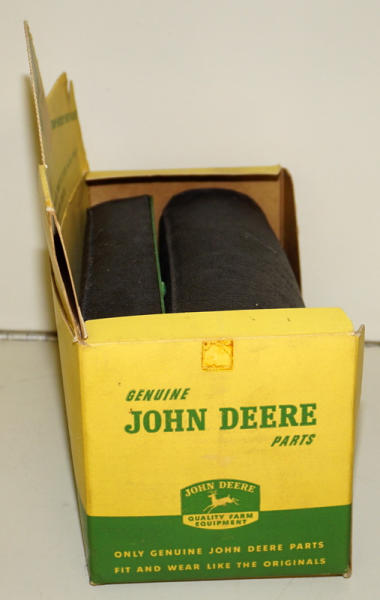 GENUINE
JOHN DEERE
PARTS
JOHN DEERE
QUALITY FARM
EQUIPMENT
ONLY GENUINE JOHN DEERE PARTS
FIT AND WEAR LIKE THE ORIGINALS